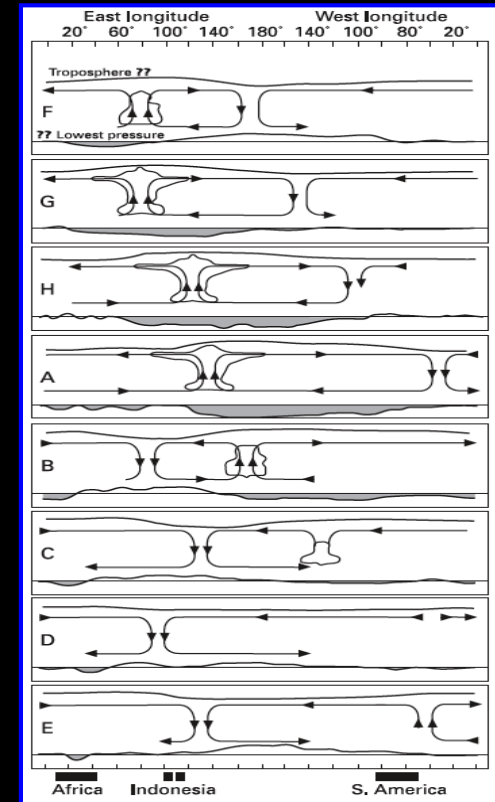 East longitude West longitude
20° 60° 100° 140° 180° 140° 100° 80° 20°
Troposphere ??
F
?? Lowest pressure
G
H
A
B
C
D
E
Africa Indonesia S. America